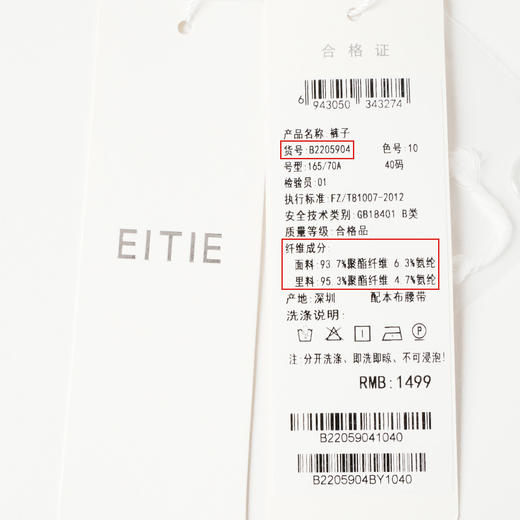 EITIE
合格证
6 943050 343274
产品名称:裤子
货号:B2205904 色号:10
号型:165/70A 40码
检验员:01
执行标准:FZ/T81007-2012
安全技术类别:GB18401 B类
质量等级:合格品
纤维成分:
面料:93.7%聚酯纤维 6.3%氨纶
里料:95.3%聚酯纤维 4.7%氨纶
产地:深圳 配本布腰带
洗涤说明:
注:分开洗涤、即洗即晾、不可浸泡!
RMB:1499
B22059041040
B2205904BY1040